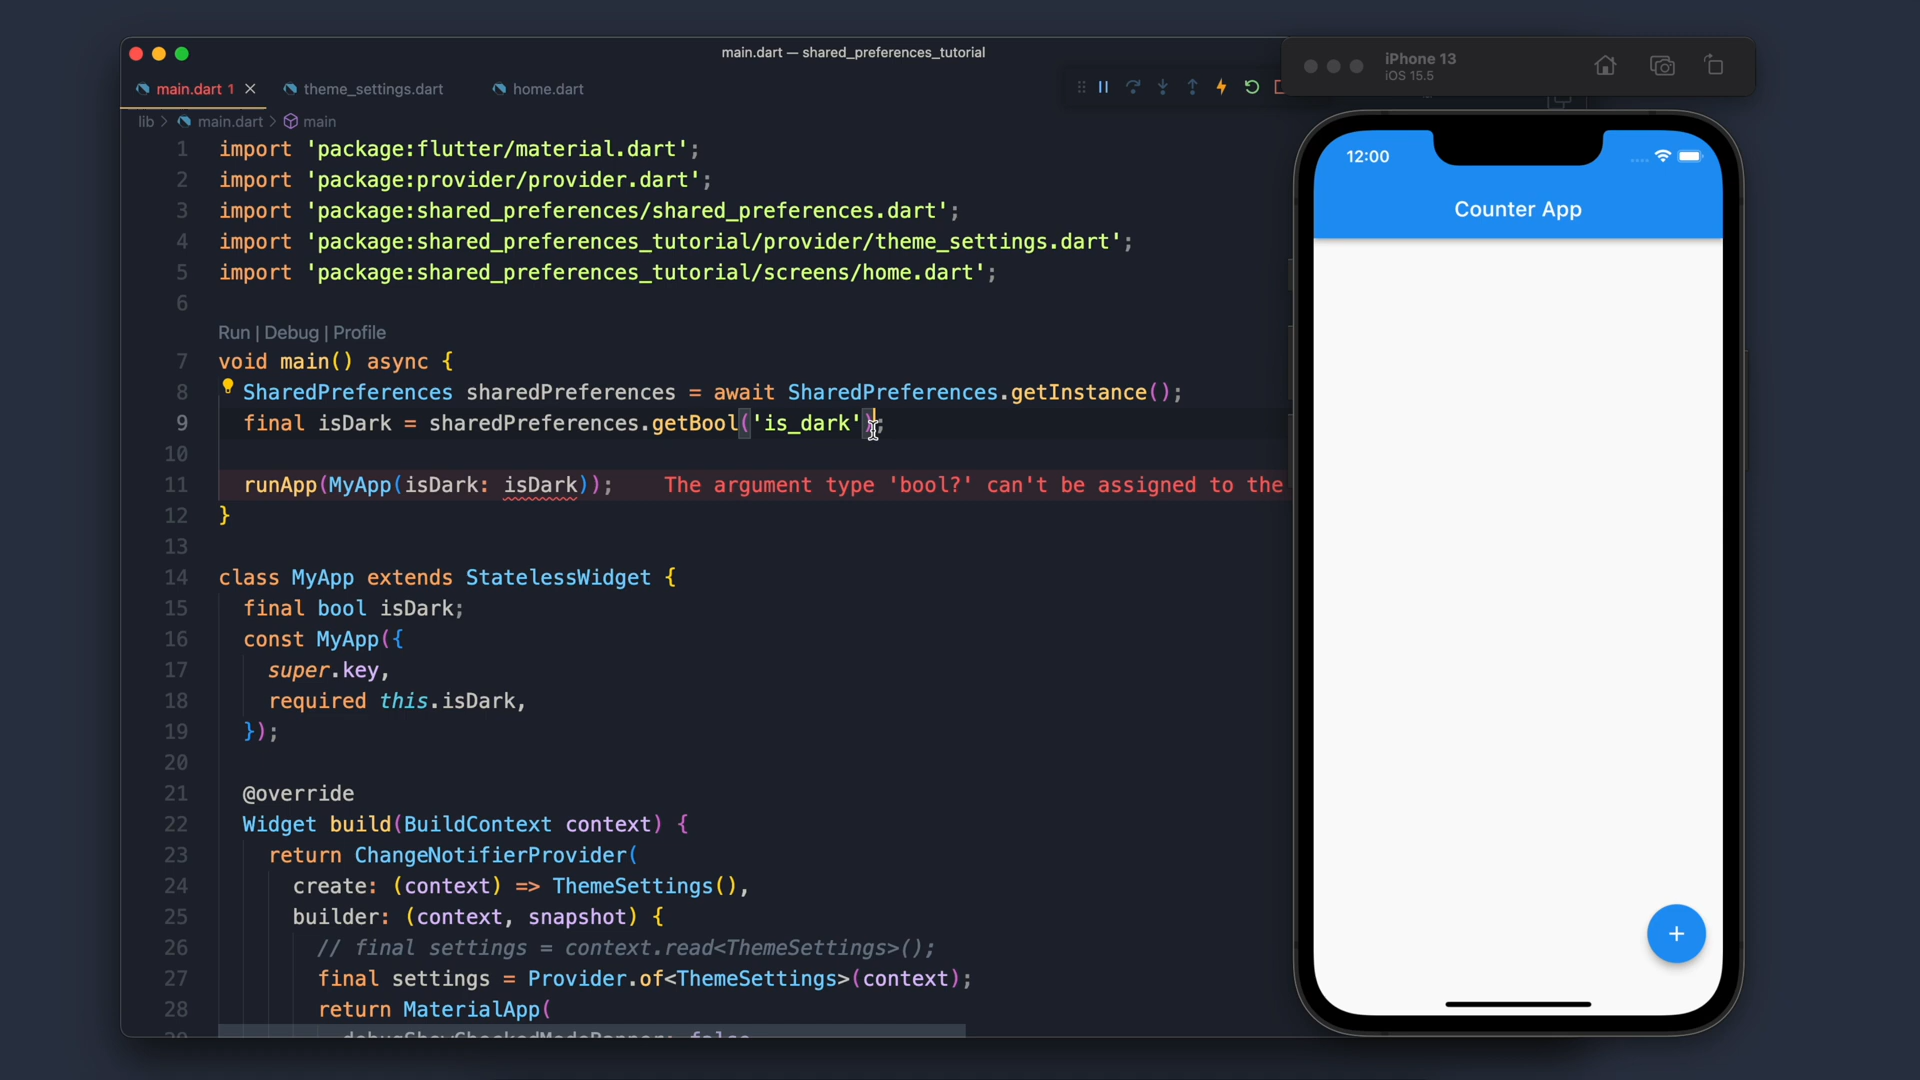 main.dart — shared_preferences_tutorial
main.dart 1
theme_settings.dart
home.dart
lib > main.dart > main
1 import 'package:flutter/material.dart';
2 import 'package:provider/provider.dart';
3 import 'package:shared_preferences/shared_preferences.dart';
4 import 'package:shared_preferences_tutorial/provider/theme_settings.dart';
5 import 'package:shared_preferences_tutorial/screens/home.dart';
6
Run | Debug | Profile
7 void main() async {
8 SharedPreferences sharedPreferences = await SharedPreferences.getInstance();
9 final isDark = sharedPreferences.getBool('is_dark');
10
11 runApp(MyApp(isDark: isDark)); The argument type 'bool?' can't be assigned to the
12 }
13
14 class MyApp extends StatelessWidget {
15 final bool isDark;
16 const MyApp({
17 super.key,
18 required this.isDark,
19 });
20
21 @override
22 Widget build(BuildContext context) {
23 return ChangeNotifierProvider(
24 create: (context) => ThemeSettings(),
25 builder: (context, snapshot) {
26 // final settings = context.read<ThemeSettings>();
27 final settings = Provider.of<ThemeSettings>(context);
28 return MaterialApp(
iPhone 13
iOS 15.5
12:00
Counter App
+